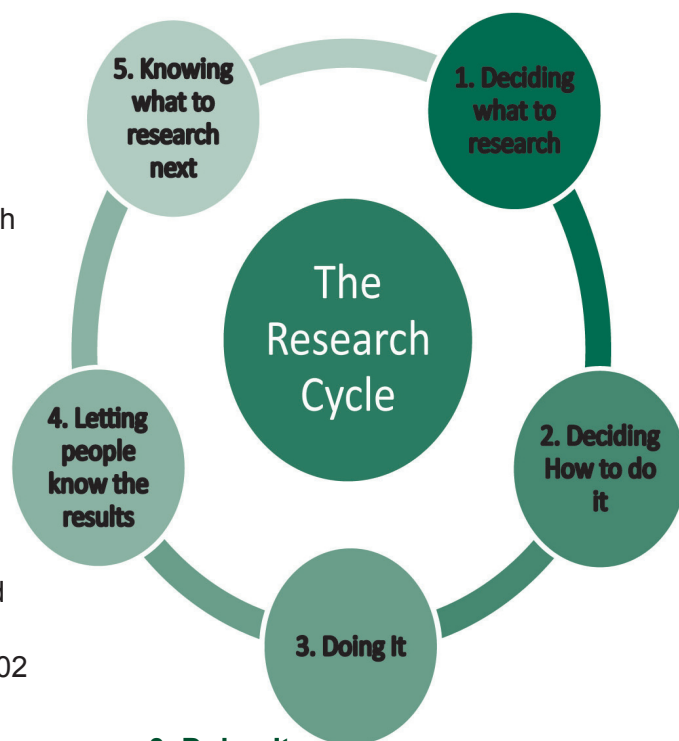 5. Knowing
what to
research
next
1. Deciding
what to
research
The
Research
Cycle
4. Letting
people
know the
results
2. Deciding
How to do
it
3. Doing It
02